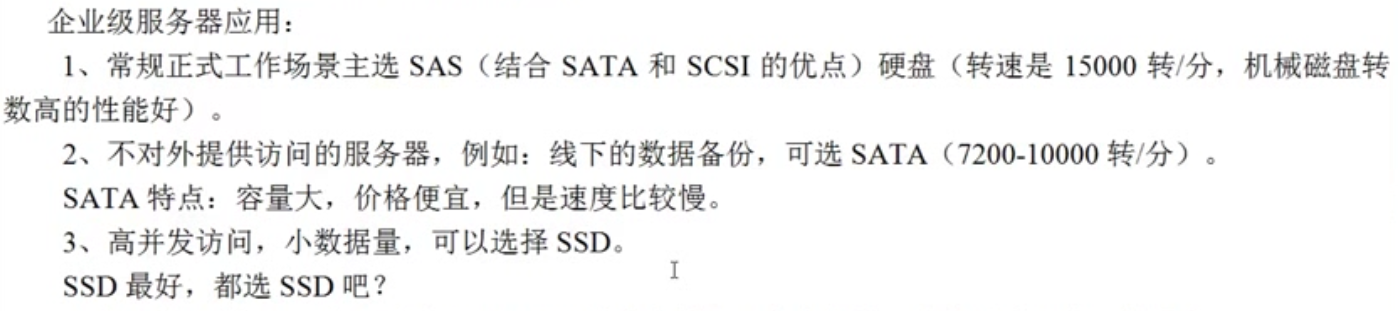 企业级服务器应用：
1、常规正式工作场景主选 SAS（结合 SATA 和 SCSI 的优点）硬盘（转速是 15000 转/分，机械磁盘转
数高的性能好）。
2、不对外提供访问的服务器，例如：线下的数据备份，可选 SATA（7200-10000 转/分）。
SATA 特点：容量大，价格便宜，但是速度比较慢。
3、高并发访问，小数据量，可以选择 SSD。
SSD 最好，都选 SSD 吧？